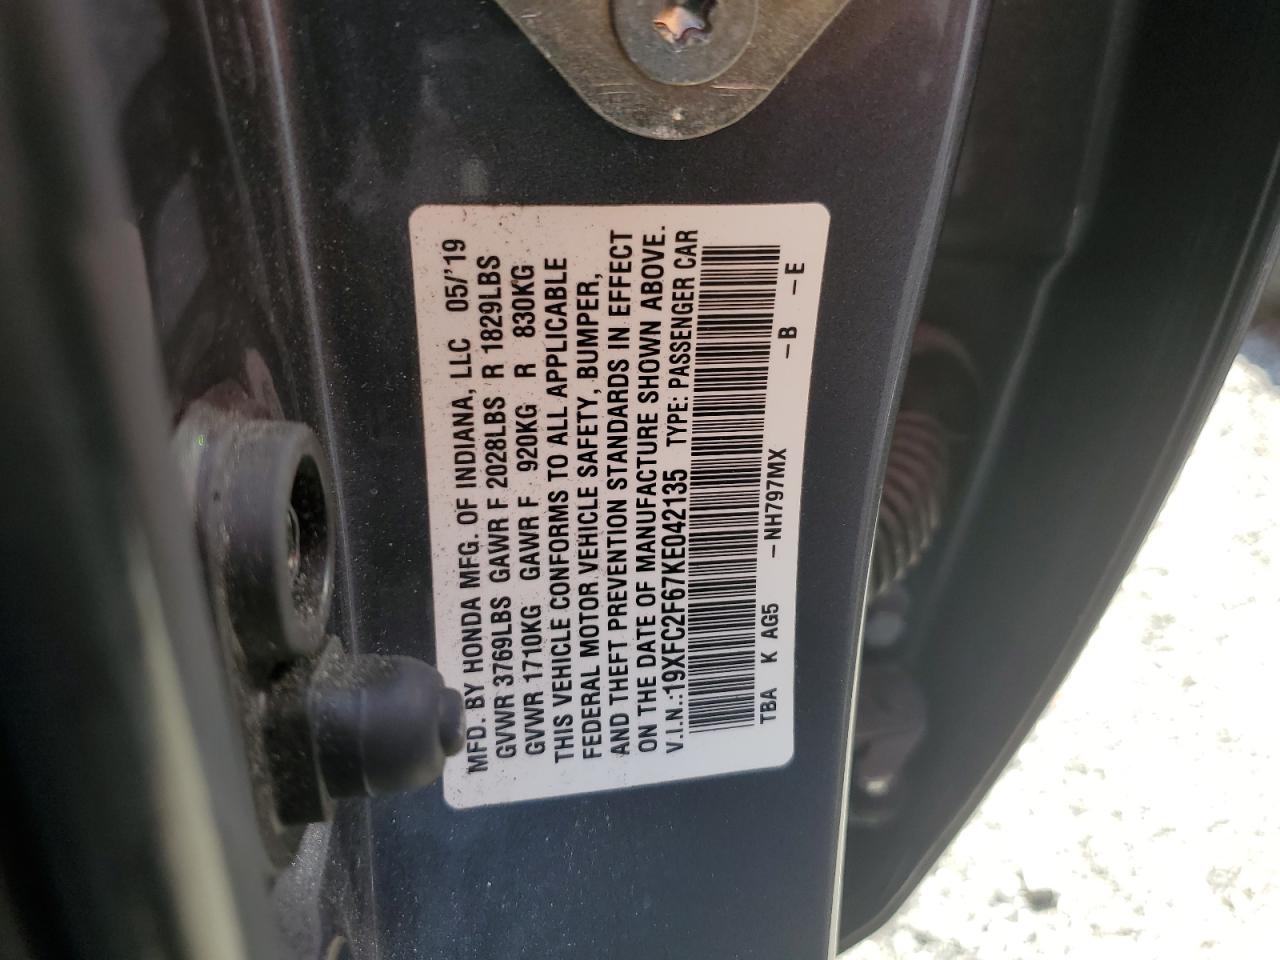 MFD. BY HONDA MFG. OF INDIANA, LLC 05/'19
GVWR 3769LBS GAWR F 2028LBS R 1829LBS
GVWR 1710KG GAWR F 920KG R 830KG
THIS VEHICLE CONFORMS TO ALL APPLICABLE
FEDERAL MOTOR VEHICLE SAFETY, BUMPER,
AND THEFT PREVENTION STANDARDS IN EFFECT
ON THE DATE OF MANUFACTURE SHOWN ABOVE.
V.I.N.:19XFC2F67KE042135 TYPE: PASSENGER CAR
TBA K AG5 -NH797MX -B -E